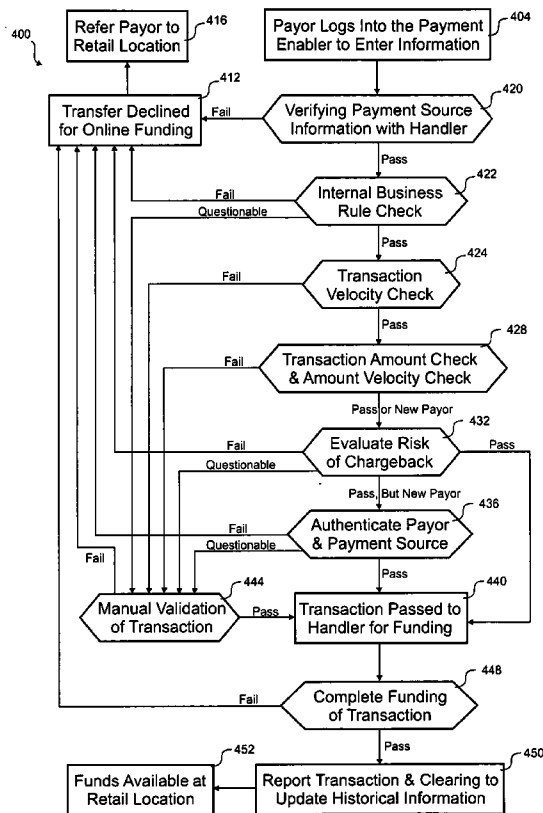 400
Refer Payor to
Retail Location
416
Payor Logs Into the Payment
Enabler to Enter Information
404
412
Transfer Declined
for Online Funding
Fail
Verifying Payment Source
Information with Handler
420
Pass
Fail
Questionable
Internal Business
Rule Check
422
Pass
Fail
Transaction
Velocity Check
424
Pass
Fail
Transaction Amount Check
& Amount Velocity Check
428
Pass or New Payor
Fail
Questionable
Evaluate Risk
of Chargeback
432
Pass
Pass, But New Payor
Fail
Questionable
Authenticate Payor
& Payment Source
436
Pass
Fail
444
Manual Validation
of Transaction
Pass
Transaction Passed to
Handler for Funding
440
Fail
Complete Funding
of Transaction
448
Pass
452
Funds Available at
Retail Location
Report Transaction & Clearing to
Update Historical Information
450